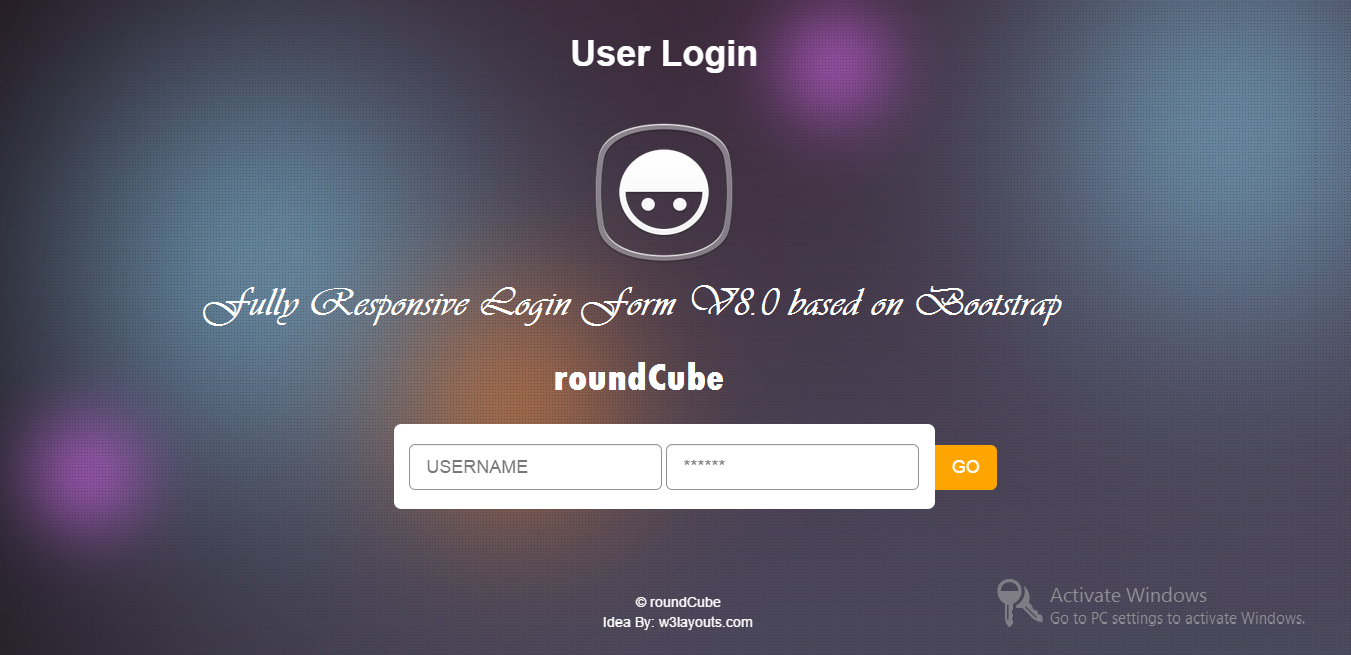 User Login
Fully Responsive Login Form V8.0 based on Bootstrap
roundCube
USERNAME ****** GO
© roundCube
Idea By: w3layouts.com
Activate Windows
Go to PC settings to activate Windows.